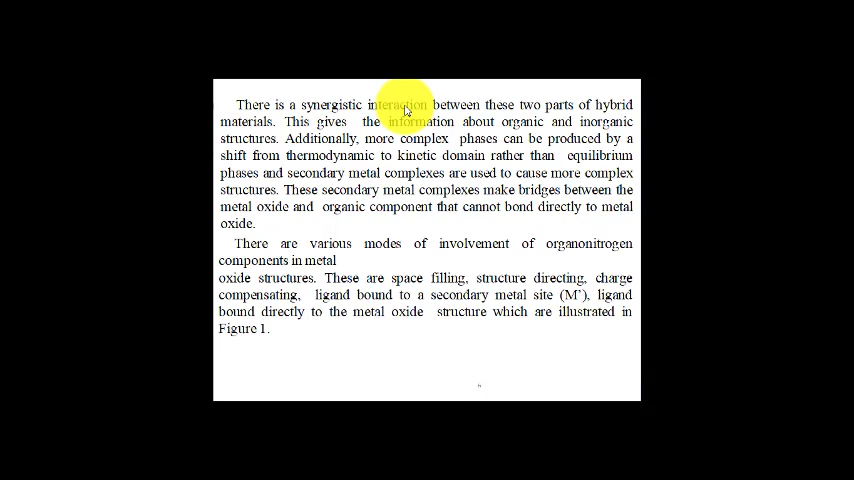 There is a synergistic interaction between these two parts of hybrid
materials. This gives the information about organic and inorganic
structures. Additionally, more complex phases can be produced by a
shift from thermodynamic to kinetic domain rather than equilibrium
phases and secondary metal complexes are used to cause more complex
structures. These secondary metal complexes make bridges between the
metal oxide and organic component that cannot bond directly to metal
oxide.
There are various modes of involvement of organonitrogen
components in metal
oxide structures. These are space filling, structure directing, charge
compensating, ligand bound to a secondary metal site (M’), ligand
bound directly to the metal oxide structure which are illustrated in
Figure 1.